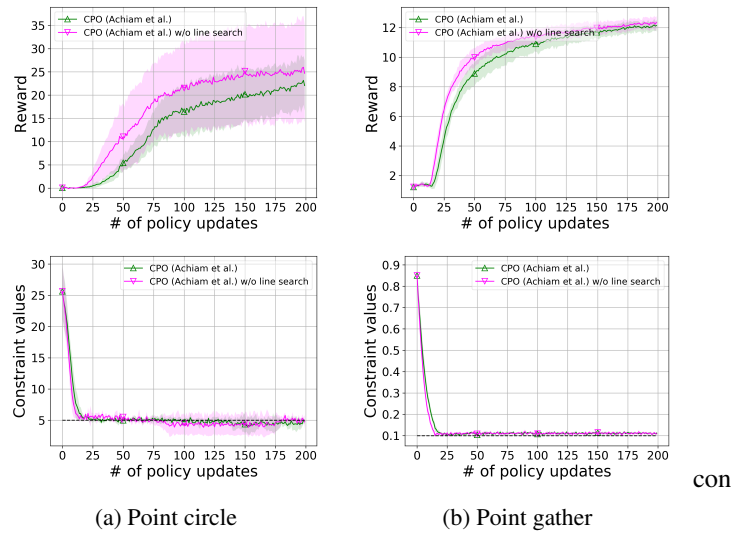 CPO (Achiam et al.)
CPO (Achiam et al.) w/o line search
Reward
35
30
25
20
15
10
5
0
0 25 50 75 100 125 150 175 200
# of policy updates
CPO (Achiam et al.)
CPO (Achiam et al.) w/o line search
Reward
12
10
8
6
4
2
0 25 50 75 100 125 150 175 200
# of policy updates
CPO (Achiam et al.)
CPO (Achiam et al.) w/o line search
Constraint values
30
25
20
15
10
5
0 25 50 75 100 125 150 175 200
# of policy updates
CPO (Achiam et al.)
CPO (Achiam et al.) w/o line search
Constraint values
0.9
0.8
0.7
0.6
0.5
0.4
0.3
0.2
0.1
0 25 50 75 100 125 150 175 200
# of policy updates
con
(a) Point circle
(b) Point gather